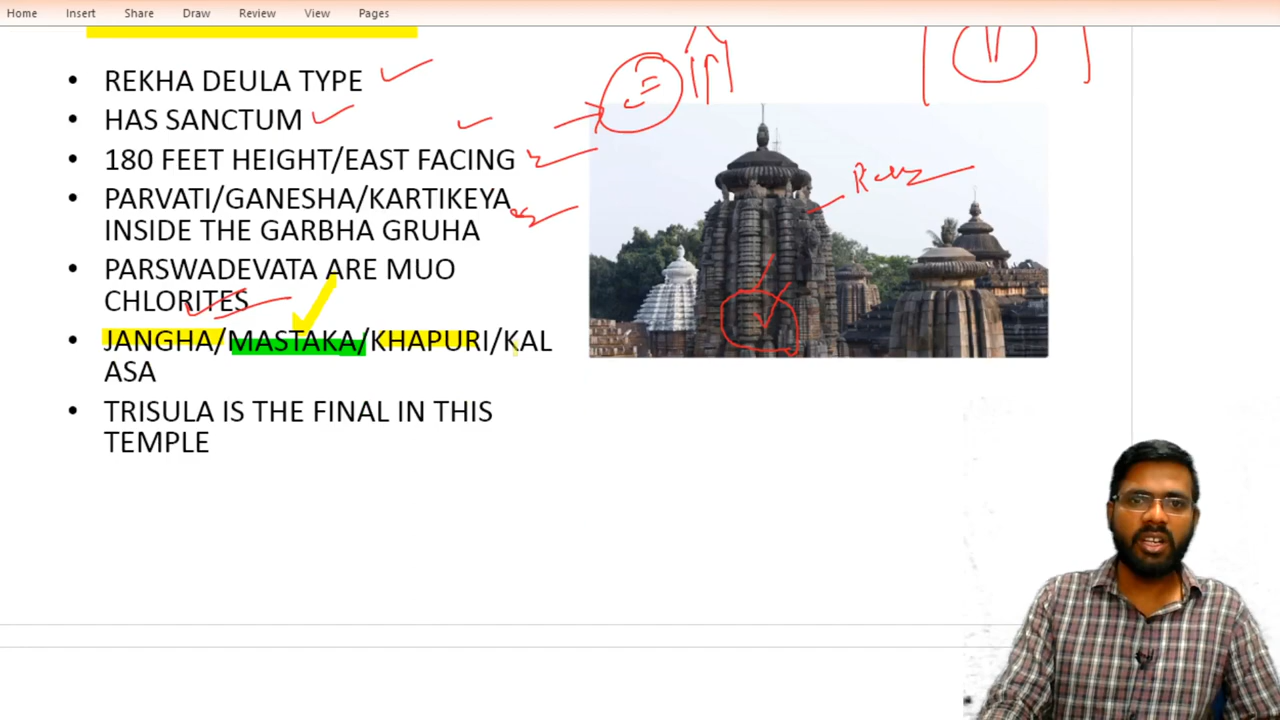 Home Insert Share Draw Review View Pages
• REKHA DEULA TYPE
• HAS SANCTUM
• 180 FEET HEIGHT/EAST FACING
• PARVATI/GANESHA/KARTIKEYA
INSIDE THE GARBHA GRUHA
• PARSWADEVATA ARE MUO
CHLORITES
• JANGHA/MASTAKA/KHAPURI/KAL
ASA
• TRISULA IS THE FINAL IN THIS
TEMPLE